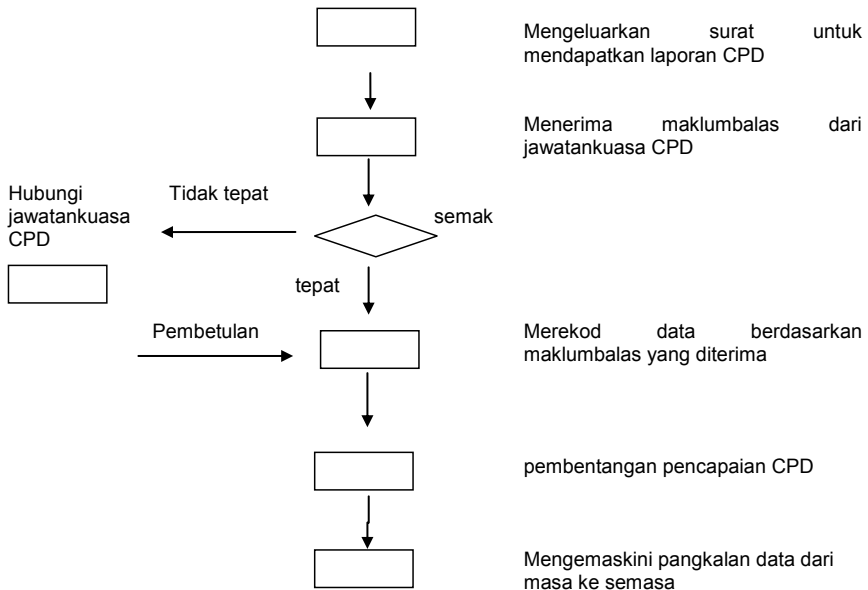 Mengeluarkan surat untuk
mendapatkan laporan CPD
Menerima maklumbalas dari
jawatankuasa CPD
Hubungi
jawatankuasa
CPD
Tidak tepat
semak
tepat
Pembetulan
Merekod data berdasarkan
maklumbalas yang diterima
pembentangan pencapaian CPD
Mengemaskini pangkalan data dari
masa ke semasa